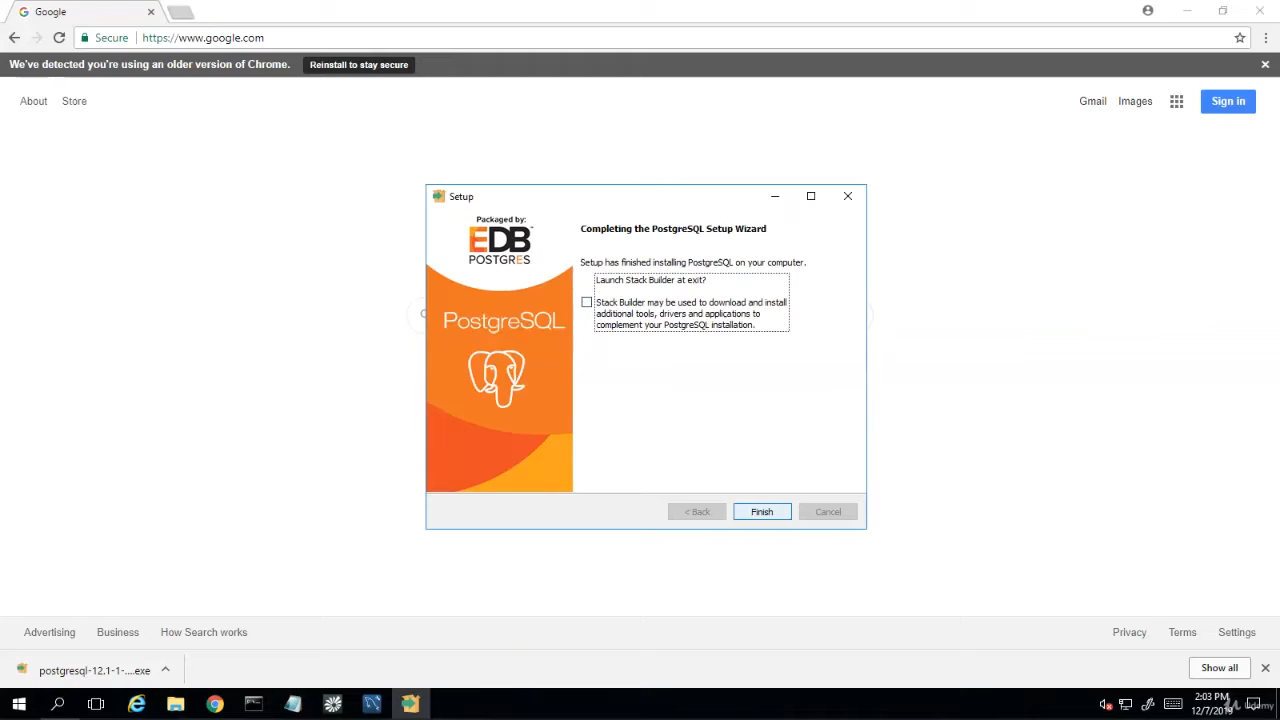 Google
Secure
https://www.google.com
We've detected you're using an older version of Chrome.
Reinstall to stay secure
About
Store
Gmail
Images
Sign in
Setup
Packaged by:
EDB
POSTGRES
PostgreSQL
Completing the PostgreSQL Setup Wizard
Setup has finished installing PostgreSQL on your computer.
Launch Stack Builder at exit?
Stack Builder may be used to download and install
additional tools, drivers and applications to
complement your PostgreSQL installation.
< Back
Finish
Cancel
Advertising
Business
How Search works
Privacy
Terms
Settings
postgresql-12.1-1-....exe
Show all
2:03 PM
Udemy